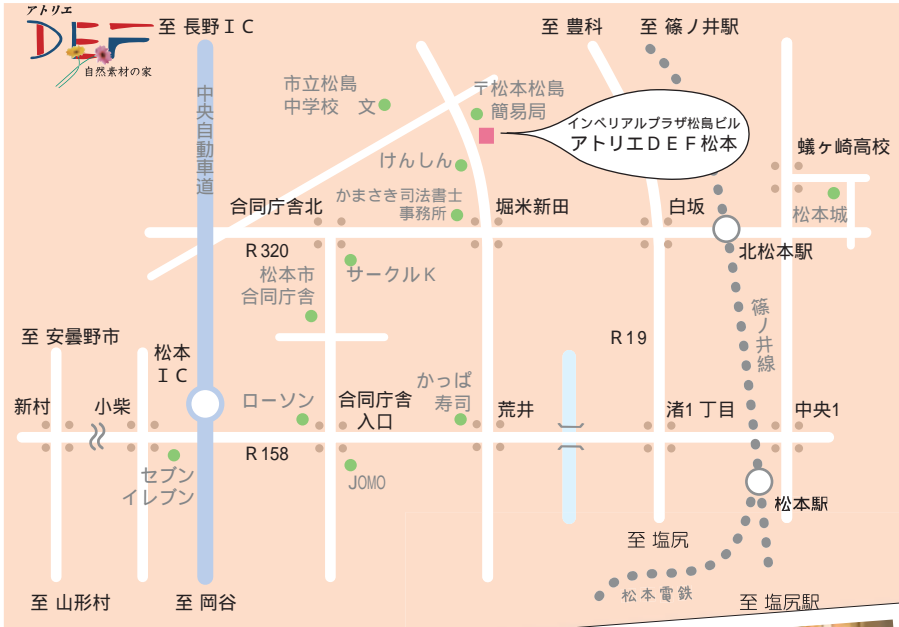 アトリエ
DEF
自然素材の家
至 長野ＩＣ
至 豊科
至 篠ノ井駅
中央自動車道
市立松島
中学校 文
〒松本松島
簡易局
インペリアルプラザ松島ビル
アトリエＤＥＦ松本
蟻ヶ崎高校
けんしん
かまさき司法書士
事務所
合同庁舎北
堀米新田
白坂
松本城
R320
北松本駅
松本市
合同庁舎
サークルＫ
篠ノ井線
至 安曇野市
松本
ＩＣ
R19
新村
小柴
ローソン
合同庁舎
入口
かっぱ
寿司
荒井
渚1丁目
中央1
R158
セブン
イレブン
JOMO
松本駅
至 塩尻
松本電鉄
至 山形村
至 岡谷
至 塩尻駅